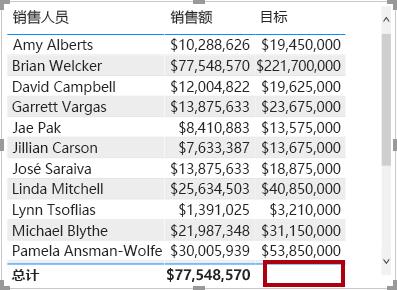 销售人员 销售额 目标
Amy Alberts $10,288,626 $19,450,000
Brian Welcker $77,548,570 $221,700,000
David Campbell $12,004,822 $19,625,000
Garrett Vargas $13,875,633 $23,675,000
Jae Pak $8,410,883 $13,575,000
Jillian Carson $7,633,387 $13,675,000
José Saraiva $13,875,633 $18,875,000
Linda Mitchell $25,634,503 $40,850,000
Lynn Tsoflias $1,391,025 $3,210,000
Michael Blythe $21,987,348 $31,150,000
Pamela Ansman-Wolfe $30,005,939 $53,850,000
总计 $77,548,570